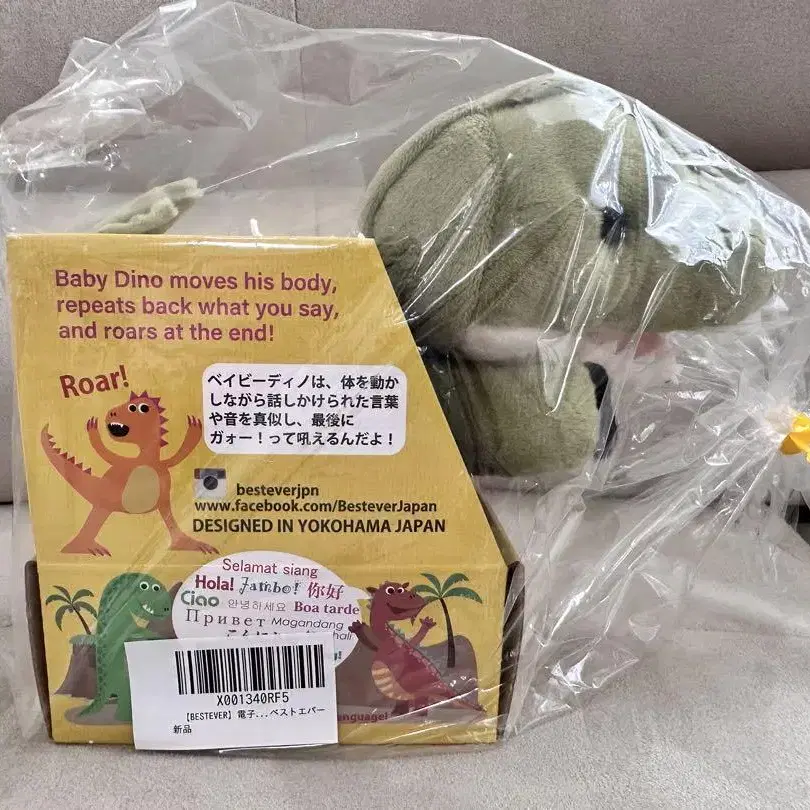 Baby Dino moves his body,
repeats back what you say,
and roars at the end!
Roar!
ベイビーディノは、体を動か
しながら話しかけられた言葉
や音を真似し、最後に
ガォー！って吼えるんだよ！
besteverjpn
www.facebook.com/BesteverJapan
DESIGNED IN YOKOHAMA JAPAN
Selamat siang
Hola! Jambo! 你好
Ciao 안녕하세요 Boa tarde
Привет Magandang
X001340RF5
【BESTEVER】電子...ベストエバー
新品